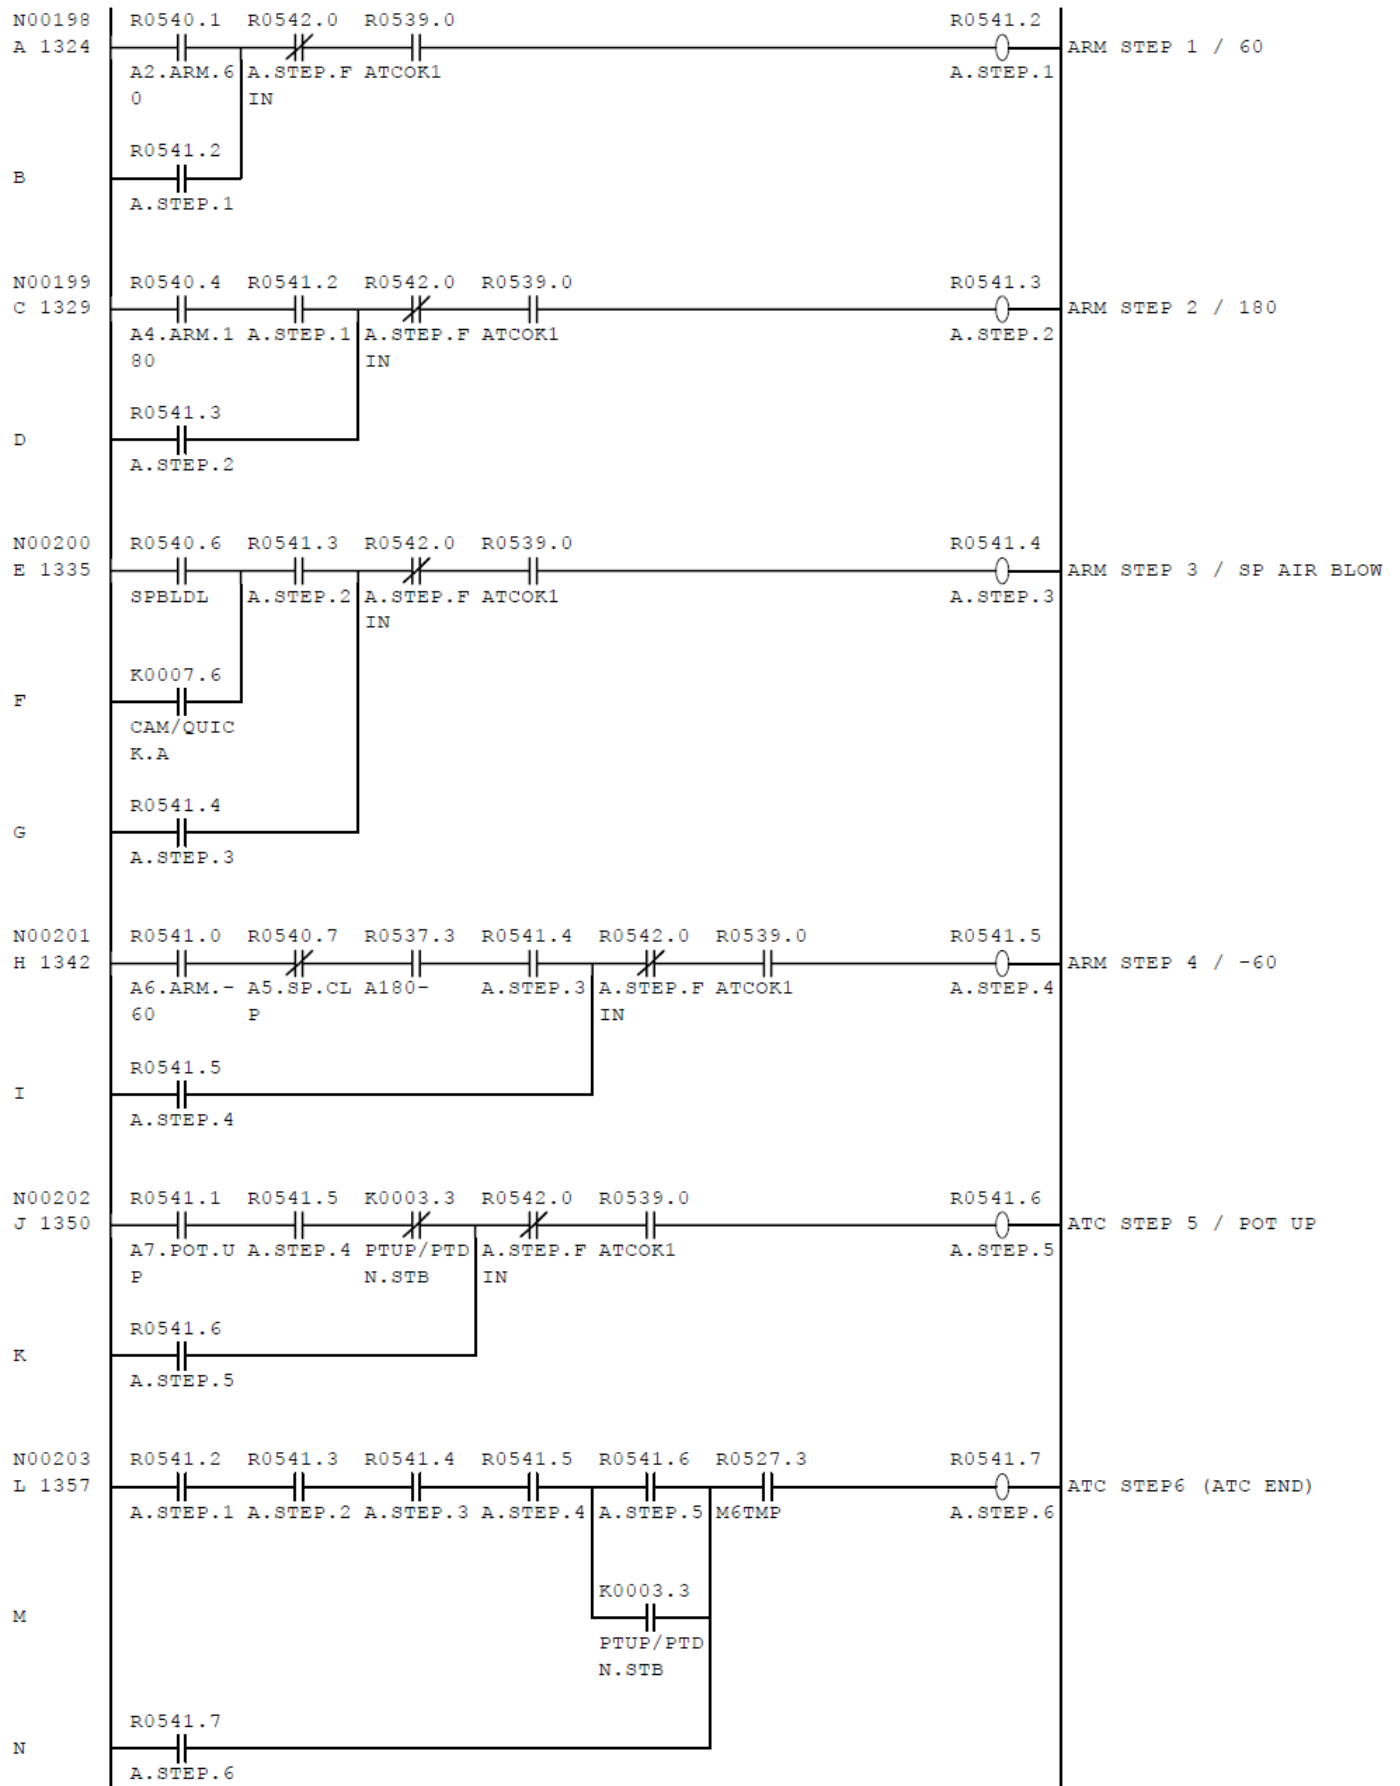 N00198 R0540.1 R0542.0 R0539.0 R0541.2
A 1324 ARM STEP 1 / 60
A2.ARM.6 A.STEP.F ATCOK1 A.STEP.1
0 IN
R0541.2
B
A.STEP.1
N00199 R0540.4 R0541.2 R0542.0 R0539.0 R0541.3
C 1329 ARM STEP 2 / 180
A4.ARM.1 A.STEP.1 A.STEP.F ATCOK1 A.STEP.2
80 IN
R0541.3
D
A.STEP.2
N00200 R0540.6 R0541.3 R0542.0 R0539.0 R0541.4
E 1335 ARM STEP 3 / SP AIR BLOW
SPBLDL A.STEP.2 A.STEP.F ATCOK1 A.STEP.3
IN
K0007.6
F
CAM/QUIC
K.A
R0541.4
G
A.STEP.3
N00201 R0541.0 R0540.7 R0537.3 R0541.4 R0542.0 R0539.0 R0541.5
H 1342 ARM STEP 4 / -60
A6.ARM.- A5.SP.CL A180- A.STEP.3 A.STEP.F ATCOK1 A.STEP.4
60 P IN
R0541.5
I
A.STEP.4
N00202 R0541.1 R0541.5 K0003.3 R0542.0 R0539.0 R0541.6
J 1350 ATC STEP 5 / POT UP
A7.POT.U A.STEP.4 PTUP/PTD A.STEP.F ATCOK1 A.STEP.5
P N.STB IN
R0541.6
K
A.STEP.5
N00203 R0541.2 R0541.3 R0541.4 R0541.5 R0541.6 R0527.3 R0541.7
L 1357 ATC STEP6 (ATC END)
A.STEP.1 A.STEP.2 A.STEP.3 A.STEP.4 A.STEP.5 M6TMP A.STEP.6
K0003.3
M
PTUP/PTD
N.STB
R0541.7
N
A.STEP.6